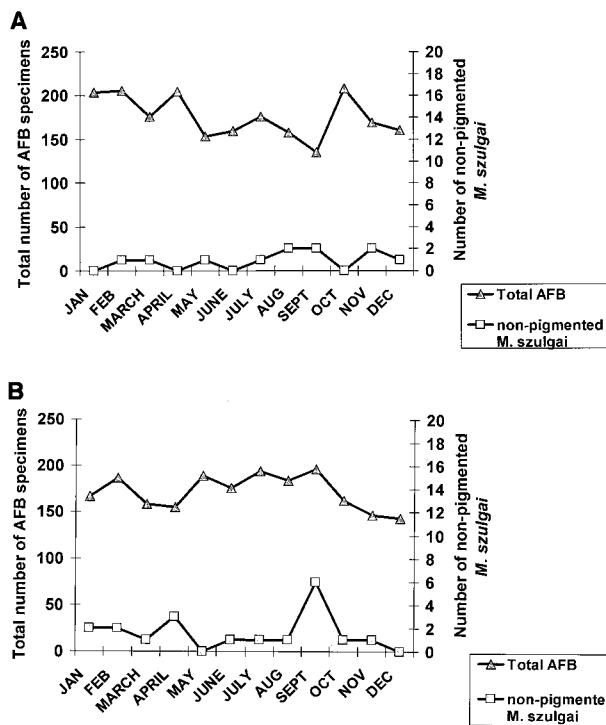 A
Total number of AFB specimens
250
200
150
100
50
0
20
18
16
14
12
10
8
6
4
2
0
Number of non-pigmented
M. szulgai
JAN
FEB
MARCH
APRIL
MAY
JUNE
JULY
AUG
SEPT
OCT
NOV
DEC
Total AFB
non-pigmented
M. szulgai
B
Total number of AFB specimens
250
200
150
100
50
0
20
18
16
14
12
10
8
6
4
2
0
Number of non-pigmented
M. szulgai
JAN
FEB
MARCH
APRIL
MAY
JUNE
JULY
AUG
SEPT
OCT
NOV
DEC
Total AFB
non-pigmente
M. szulgai